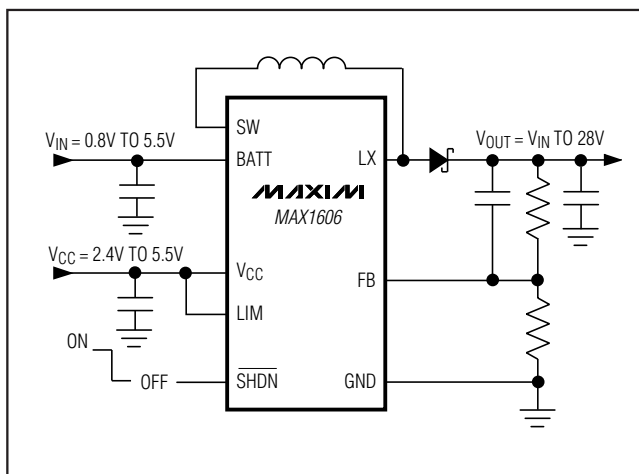 SW
V_IN = 0.8V TO 5.5V
BATT
LX
V_OUT = V_IN TO 28V
MAXIM
MAX1606
V_CC = 2.4V TO 5.5V
V_CC
FB
LIM
ON
OFF
SHDN
GND